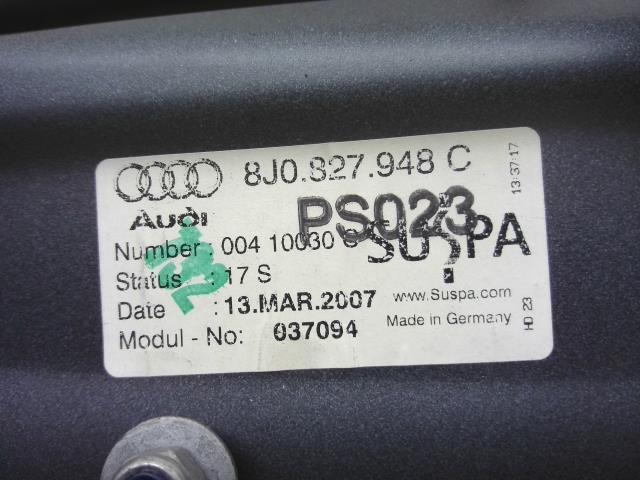 8J0.827.948 C
Audi
PS023
Number : 004 10030
SUSPA
Status : 17 S
Date : 13.MAR.2007
www.Suspa.com
Modul - No: 037094
Made in Germany
13:37:17
HD 23